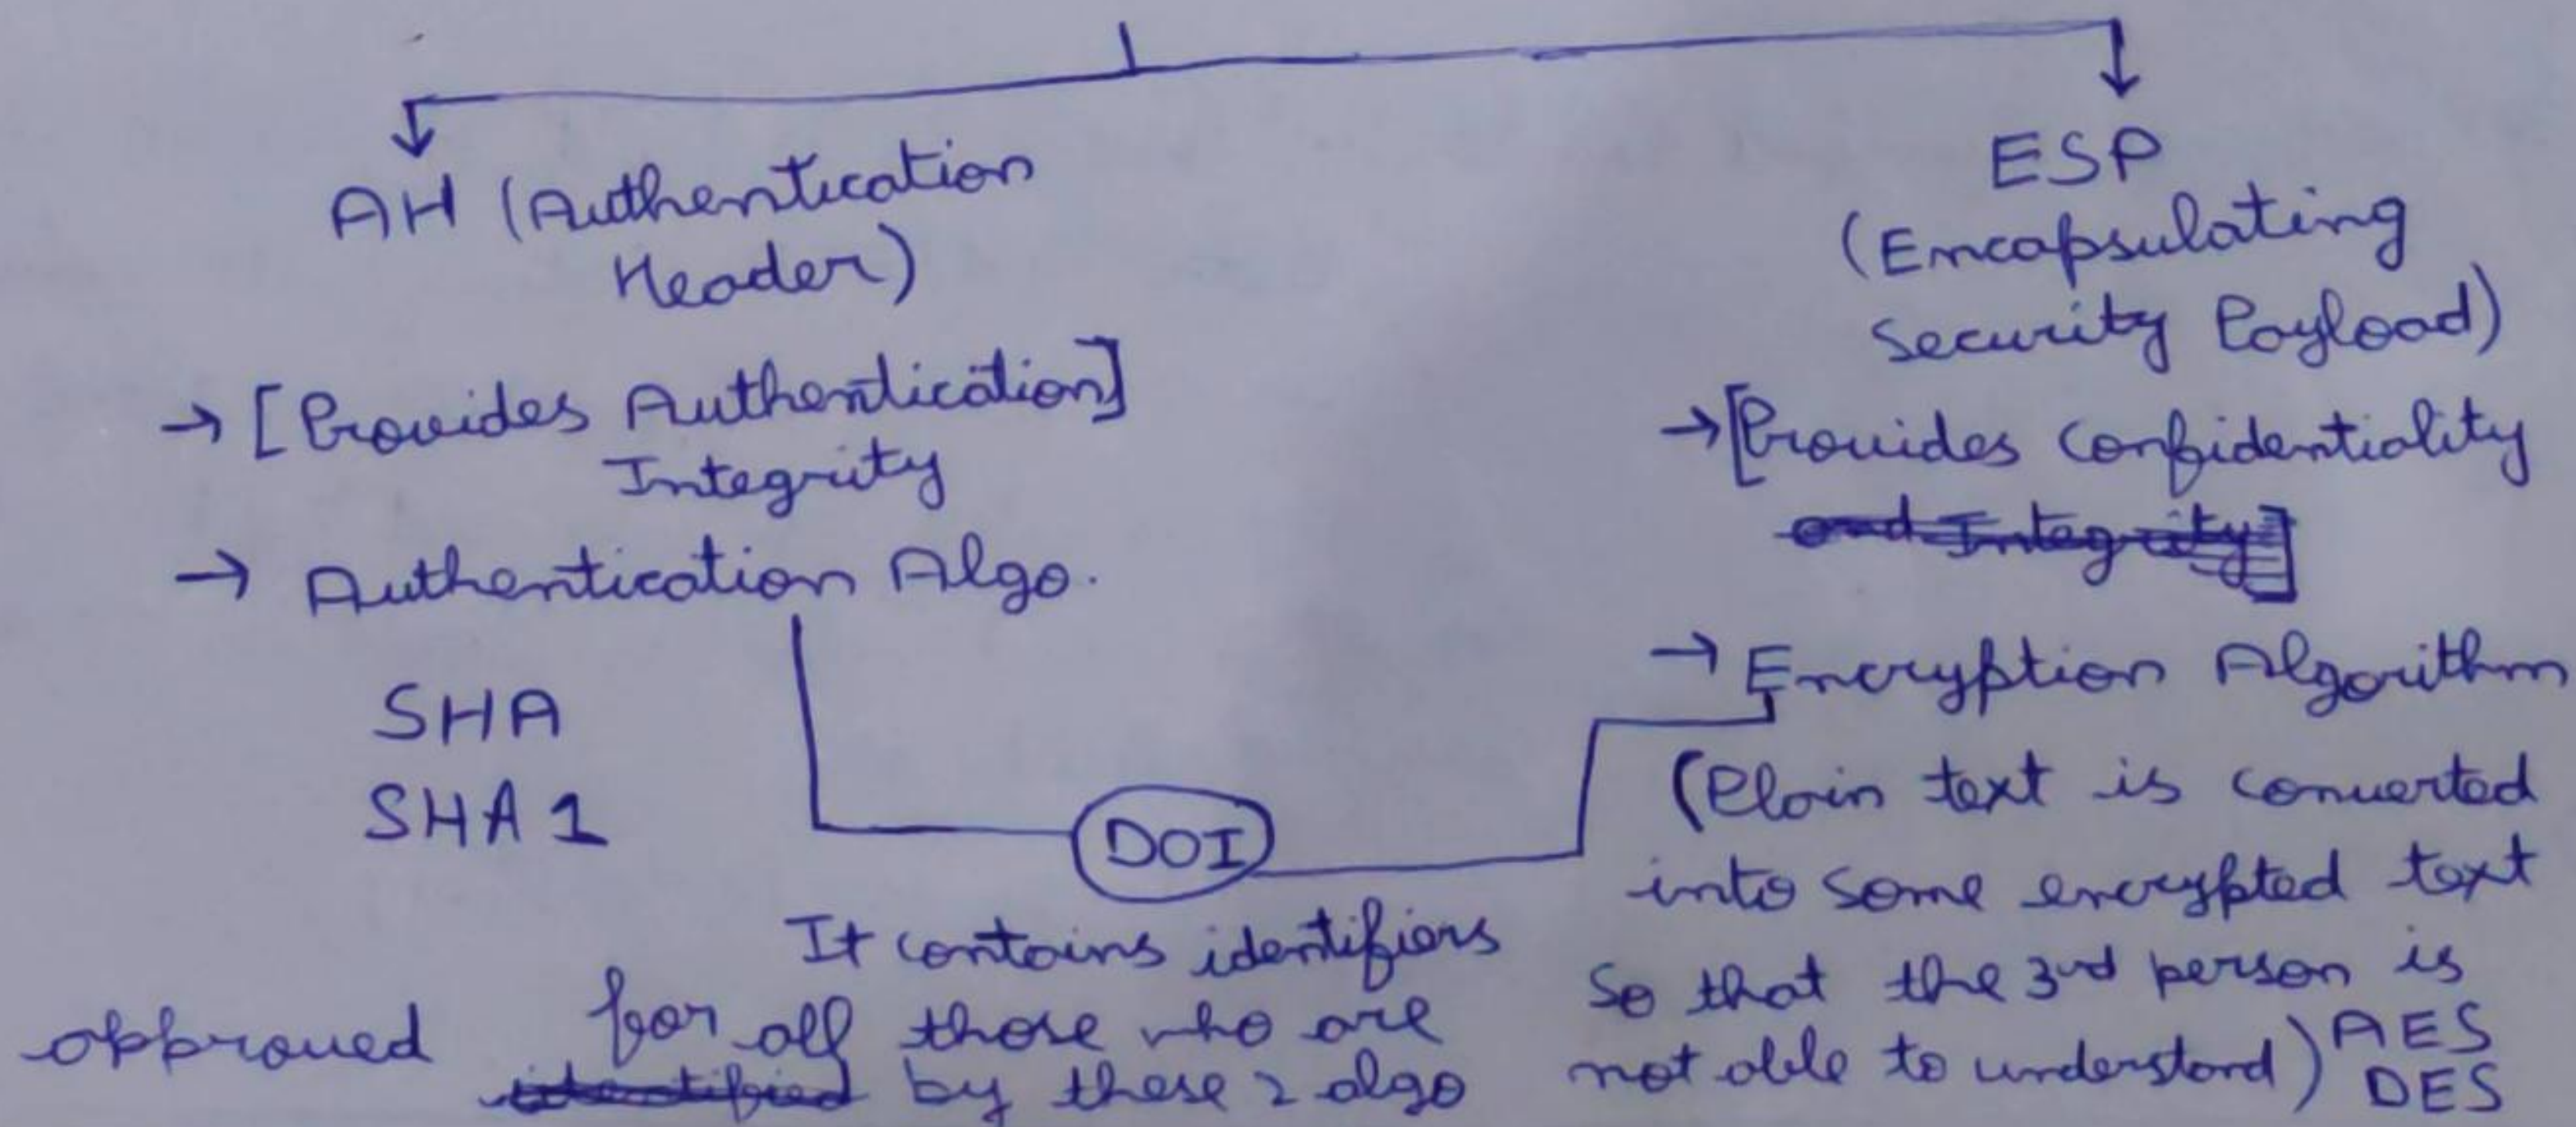 AH (Authentication
Header)
→ [Provides Authentication]
Integrity
→ Authentication Algo.
SHA
SHA1
ESP
(Encapsulating
Security Payload)
→ [Provides Confidentiality
and Integrity]
→ Encryption Algorithm
(Plain text is converted
into some encrypted text
So that the 3rd person is
not able to understand)
AES
DES
DOI
It contains identifiers
for all those who are
approved identified by these 2 algo